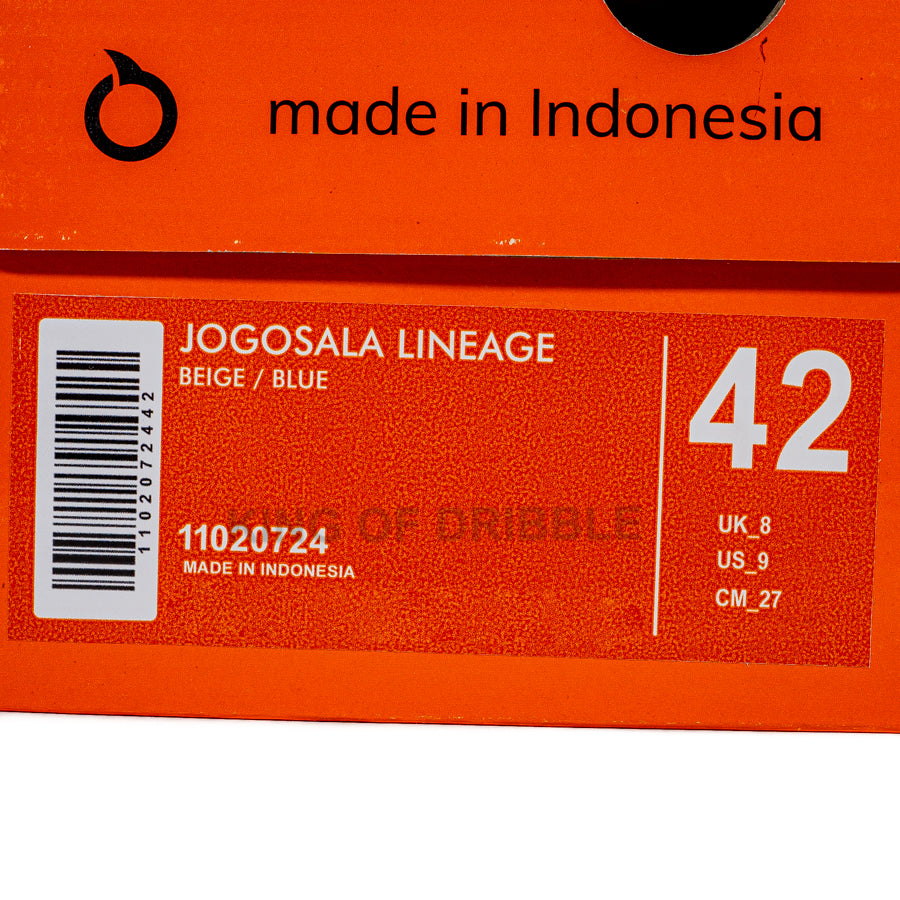 made in Indonesia
JOGOSALA LINEAGE
BEIGE / BLUE
1102072442
KING OF DRIBBLE
11020724
MADE IN INDONESIA
42
UK_8
US_9
CM_27